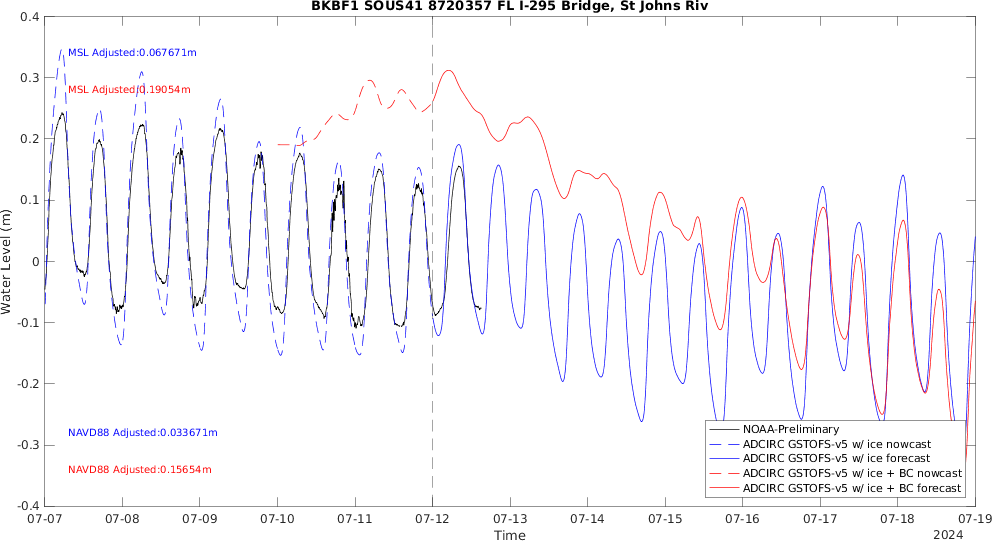 BKBF1 SOUS41 8720357 FL I-295 Bridge, St Johns Riv
0.4
0.3
0.2
0.1
0
-0.1
-0.2
-0.3
-0.4
Water Level (m)
MSL Adjusted:0.067671m
MSL Adjusted:0.19054m
NAVD88 Adjusted:0.033671m
NAVD88 Adjusted:0.15654m
NOAA-Preliminary
ADCIRC GSTOFS-v5 w/ ice nowcast
ADCIRC GSTOFS-v5 w/ ice forecast
ADCIRC GSTOFS-v5 w/ ice + BC nowcast
ADCIRC GSTOFS-v5 w/ ice + BC forecast
07-07 07-08 07-09 07-10 07-11 07-12 07-13 07-14 07-15 07-16 07-17 07-18 07-19
Time
2024